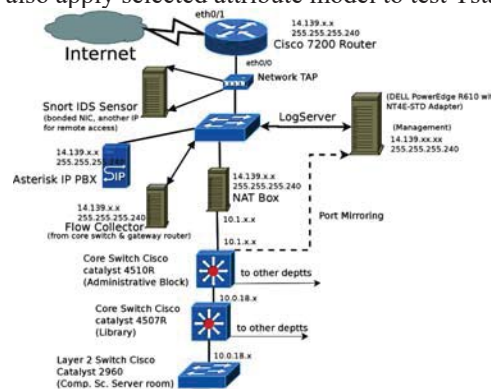 also apply selected attribute model to test
eth0/1
14.139.x.x
255.255.255.240
Cisco 7200 Router
Internet
eth0/0
Network TAP
Snort IDS Sensor
(bonded NIC, another IP
for remote access)
LogServer
(DELL PowerEdge R610 wit
NT4E-STD Adapter)
(Management)
14.139.xx.xx
255.255.255.240
14.139.x.x
255.255.255.240
SIP
Asterisk IP PBX
14.139.x.x
255.255.255.240
NAT Box
14.139.x.x
255.255.255.240
Flow Collector
(from core switch & gateway router)
10.1.x.x
Port Mirroring
10.1.x.x
Core Switch Cisco
catalyst 4510R
(Administrative Block)
to other deptts
10.0.18.x
Core Switch Cisco
catalyst 4507R
(Library)
to other deptts
10.0.18.x
Layer 2 Switch Cisco
Catalyst 2960
(Comp. Sc. Server room)